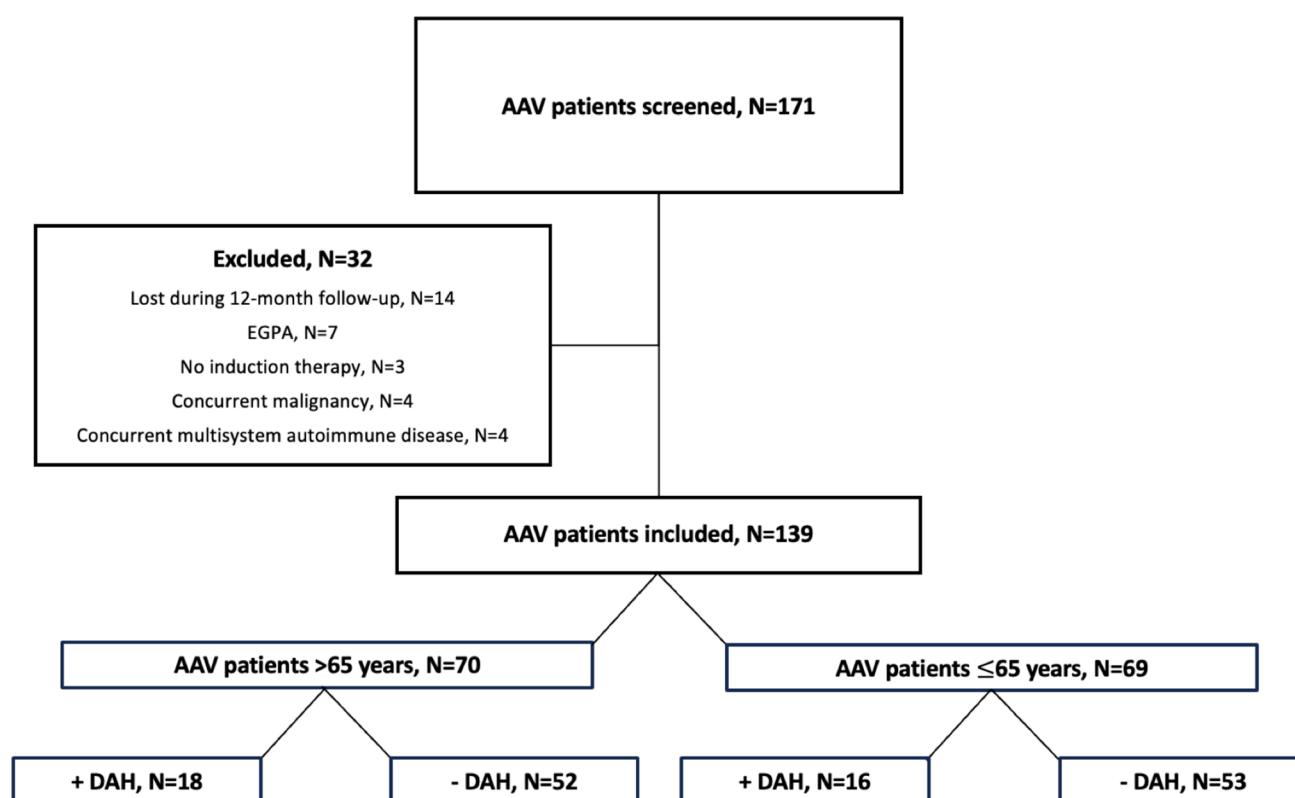 AAV patients screened, N=171
Excluded, N=32
Lost during 12-month follow-up, N=14
EGPA, N=7
No induction therapy, N=3
Concurrent malignancy, N=4
Concurrent multisystem autoimmune disease, N=4
AAV patients included, N=139
AAV patients >65 years, N=70
AAV patients ≤65 years, N=69
+ DAH, N=18
- DAH, N=52
+ DAH, N=16
- DAH, N=53